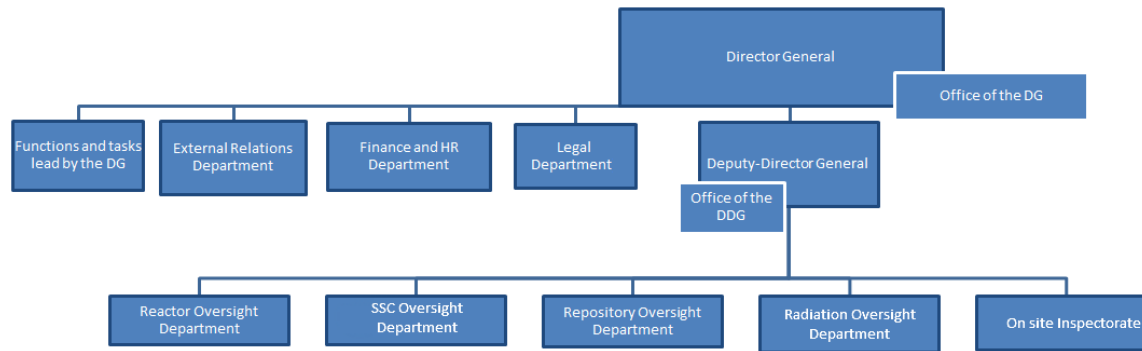 Director General
Office of the DG
Functions and tasks
lead by the DG
External Relations
Department
Finance and HR
Department
Legal
Department
Deputy-Director General
Office of the
DDG
Reactor Oversight
Department
SSC Oversight
Department
Repository Oversight
Department
Radiation Oversight
Department
On site Inspectorate